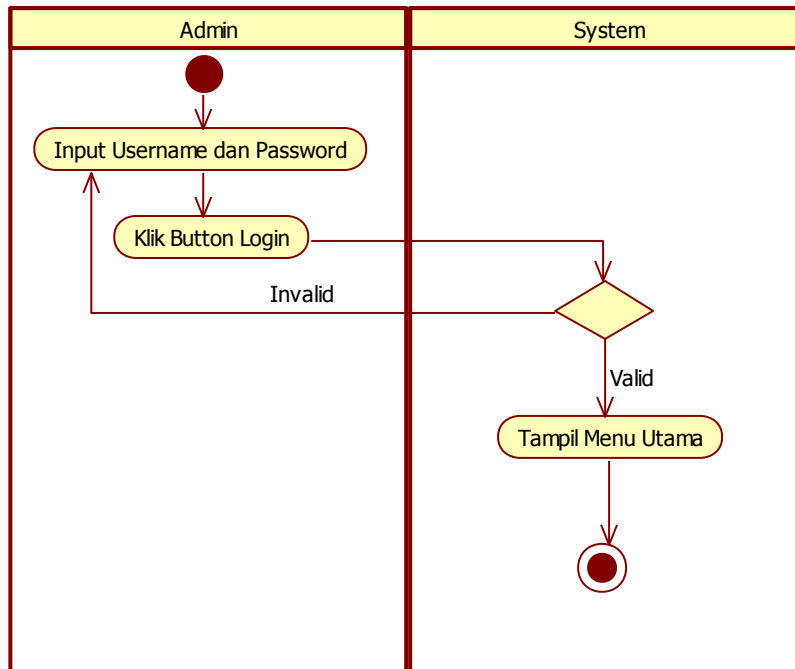 Admin
System
Input Username dan Password
Klik Button Login
Invalid
Valid
Tampil Menu Utama